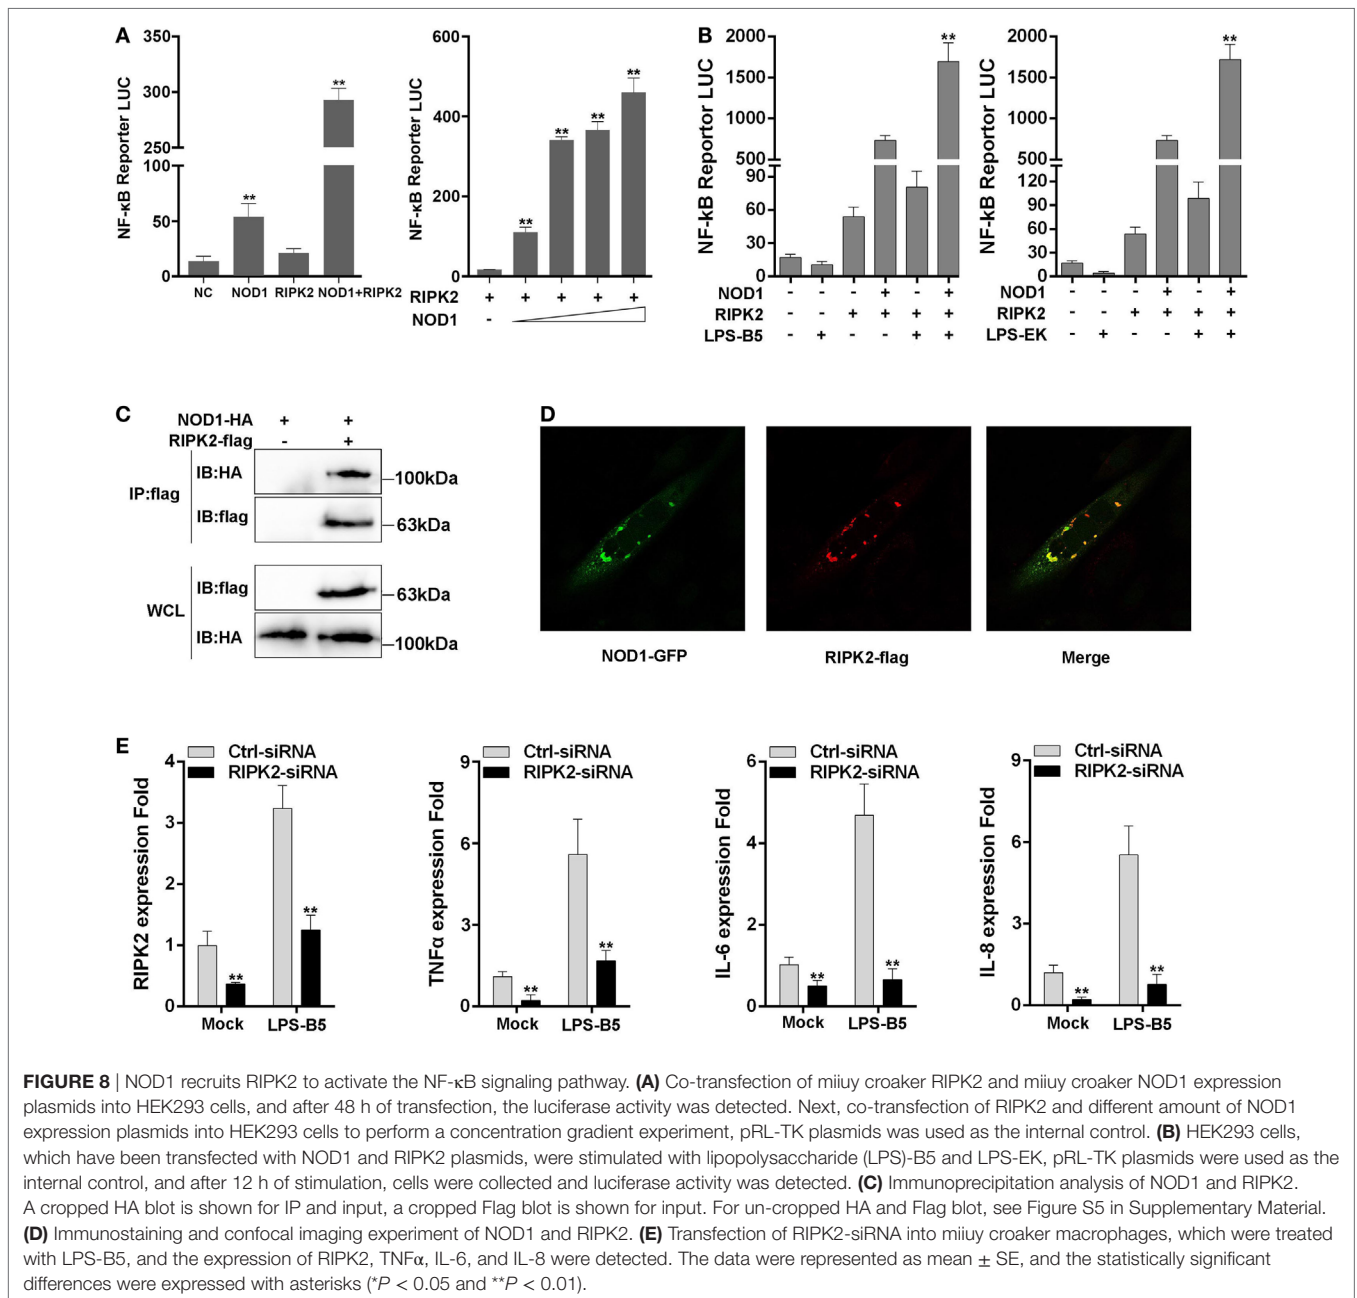 A
NF-κB Reporter LUC
350
300
250
100
50
0
**
**
NC NOD1 RIPK2 NOD1+RIPK2
NF-κB Reporter LUC
600
400
200
0
**
**
**
**
RIPK2 + + + + +
NOD1 -
B
NF-kB Reportor LUC
2000
1500
1000
500
90
60
30
0
**
NOD1 - - - + - +
RIPK2 - - + + + +
LPS-B5 - + - - + +
NF-kB Reportor LUC
2000
1500
1000
500
120
90
60
30
0
**
NOD1 - - - + - +
RIPK2 - - + + + +
LPS-EK - + - - + +
C
NOD1-HA + +
RIPK2-flag - +
IP:flag
IB:HA
100kDa
IB:flag
63kDa
WCL
IB:flag
63kDa
IB:HA
100kDa
D
NOD1-GFP
RIPK2-flag
Merge
E
Ctrl-siRNA
RIPK2-siRNA
RIPK2 expression Fold
4
3
2
1
0
**
**
Mock LPS-B5
Ctrl-siRNA
RIPK2-siRNA
TNFα expression Fold
9
6
3
0
**
**
Mock LPS-B5
Ctrl-siRNA
RIPK2-siRNA
IL-6 expression Fold
6
4
2
0
**
**
Mock LPS-B5
Ctrl-siRNA
RIPK2-siRNA
IL-8 expression Fold
9
6
3
0
**
**
Mock LPS-B5
FIGURE 8 | NOD1 recruits RIPK2 to activate the NF-κB signaling pathway. (A) Co-transfection of miiuy croaker RIPK2 and miiuy croaker NOD1 expression
plasmids into HEK293 cells, and after 48 h of transfection, the luciferase activity was detected. Next, co-transfection of RIPK2 and different amount of NOD1
expression plasmids into HEK293 cells to perform a concentration gradient experiment, pRL-TK plasmids was used as the internal control. (B) HEK293 cells,
which have been transfected with NOD1 and RIPK2 plasmids, were stimulated with lipopolysaccharide (LPS)-B5 and LPS-EK, pRL-TK plasmids were used as the
internal control, and after 12 h of stimulation, cells were collected and luciferase activity was detected. (C) Immunoprecipitation analysis of NOD1 and RIPK2.
A cropped HA blot is shown for IP and input, a cropped Flag blot is shown for input. For un-cropped HA and Flag blot, see Figure S5 in Supplementary Material.
(D) Immunostaining and confocal imaging experiment of NOD1 and RIPK2. (E) Transfection of RIPK2-siRNA into miiuy croaker macrophages, which were treated
with LPS-B5, and the expression of RIPK2, TNFα, IL-6, and IL-8 were detected. The data were represented as mean ± SE, and the statistically significant
differences were expressed with asterisks (*P < 0.05 and **P < 0.01).